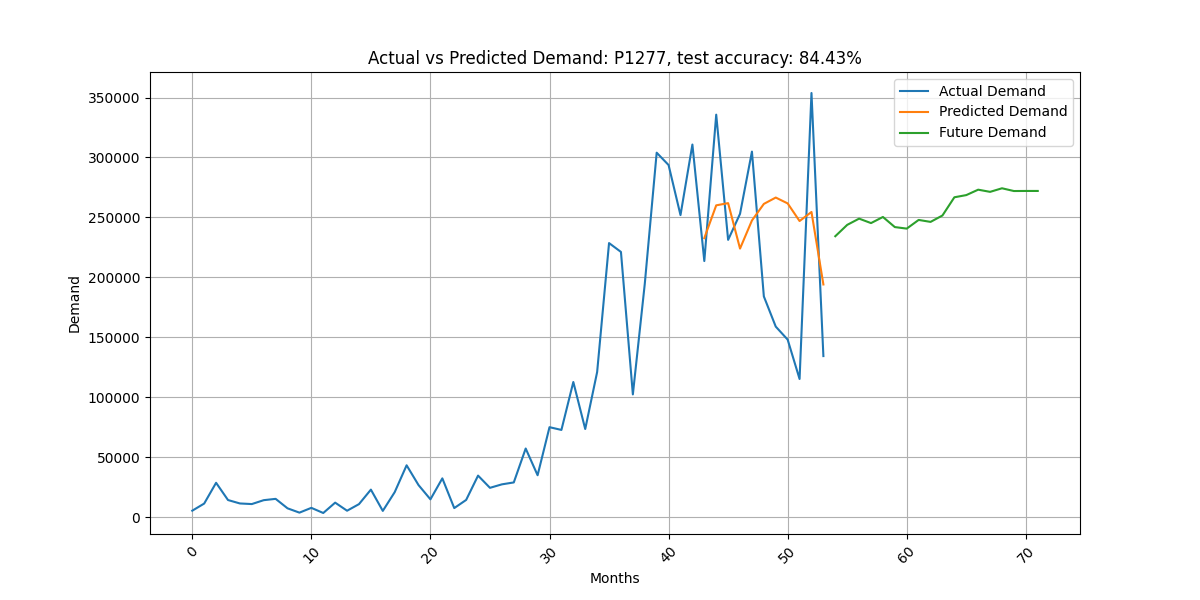 Actual vs Predicted Demand: P1277, test accuracy: 84.43%
Actual Demand
Predicted Demand
Future Demand
Demand
350000
300000
250000
200000
150000
100000
50000
0
0 10 20 30 40 50 60 70
Months